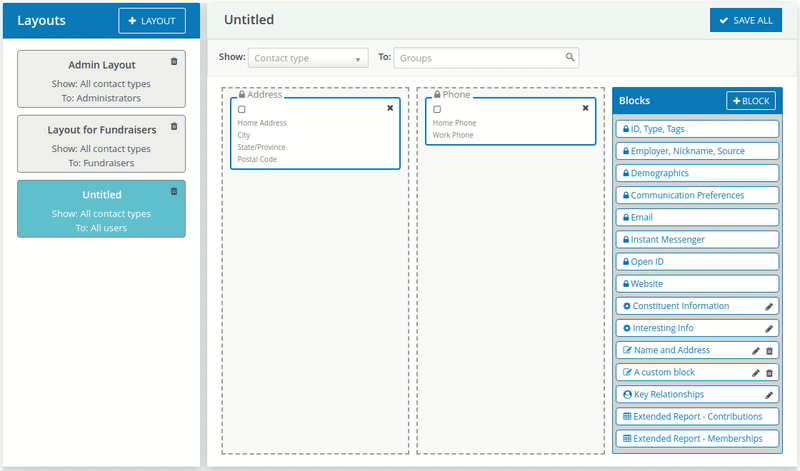 Layouts
LAYOUT
Admin Layout
Show: All contact types
To: Administrators
Layout for Fundraisers
Show: All contact types
To: Fundraisers
Untitled
Show: All contact types
To: All users
Untitled
SAVE ALL
Show: Contact type To: Groups
Address
Home Address
City
State/Province
Postal Code
Phone
Home Phone
Work Phone
Blocks
BLOCK
ID, Type, Tags
Employer, Nickname, Source
Demographics
Communication Preferences
Email
Instant Messenger
Open ID
Website
Constituent Information
Interesting Info
Name and Address
A custom block
Key Relationships
Extended Report - Contributions
Extended Report - Memberships